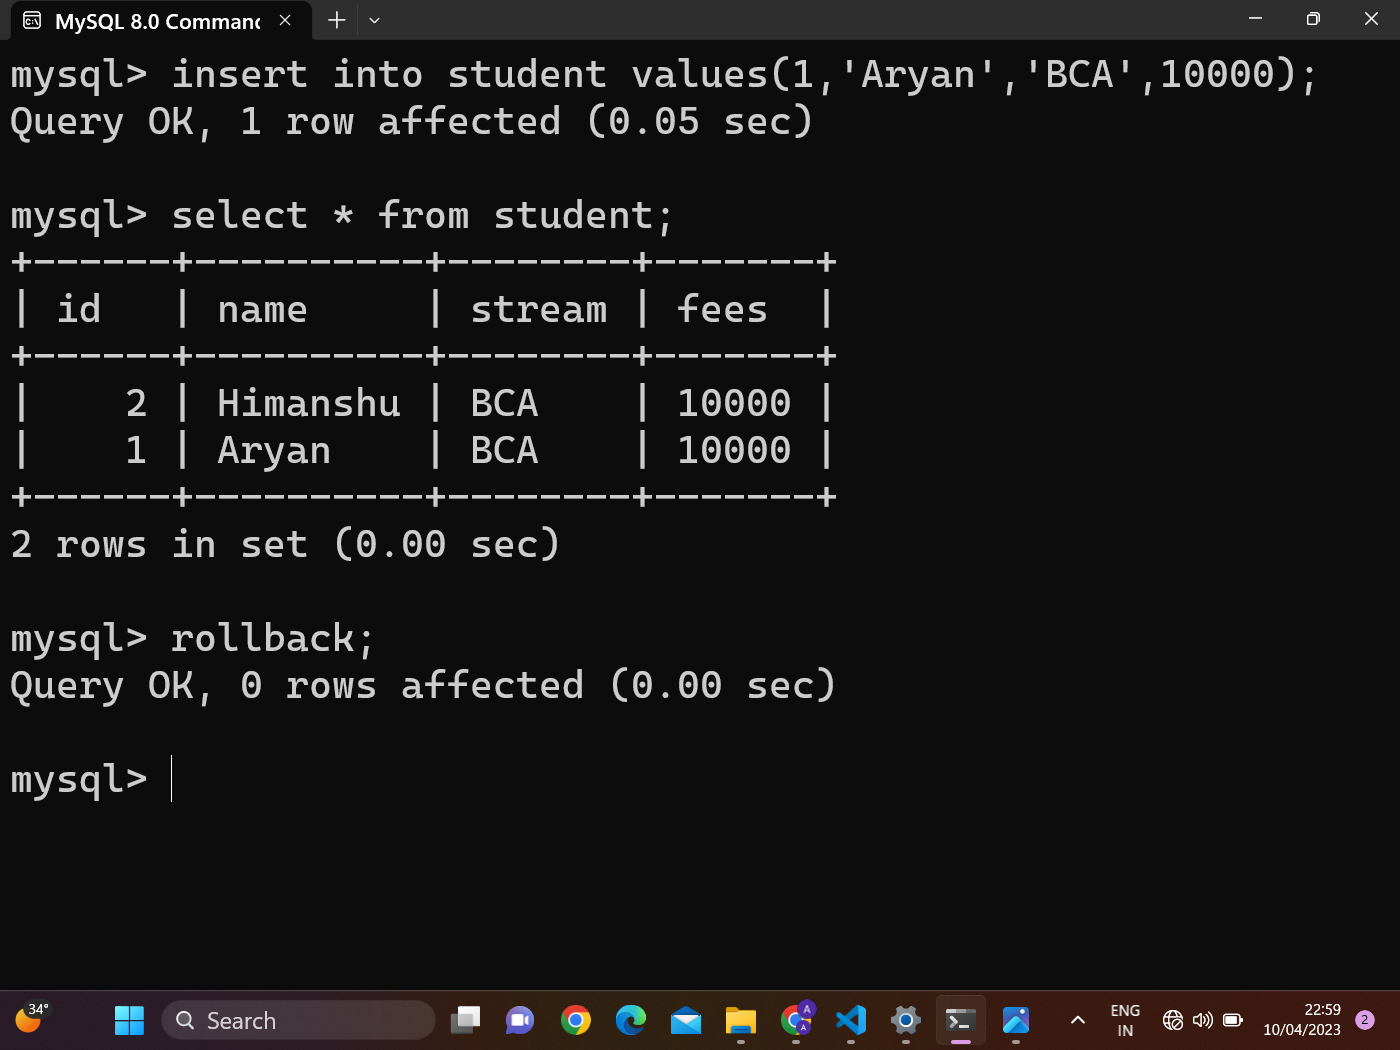 MySQL 8.0 Comman
mysql> insert into student values(1,'Aryan','BCA',10000);
Query OK, 1 row affected (0.05 sec)
mysql> select * from student;
+------+----------+--------+-------+
| id   | name     | stream | fees  |
+------+----------+--------+-------+
|    2 | Himanshu | BCA    | 10000 |
|    1 | Aryan    | BCA    | 10000 |
+------+----------+--------+-------+
2 rows in set (0.00 sec)
mysql> rollback;
Query OK, 0 rows affected (0.00 sec)
mysql>
34°
Search
A
A
ENG
IN
22:59
10/04/2023
2